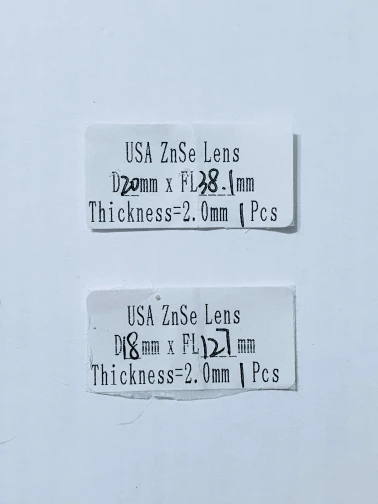 USA ZnSe Lens
D20mm x FL38.1mm
Thickness=2.0mm 1 Pcs
USA ZnSe Lens
D18mm x FL127mm
Thickness=2.0mm 1 Pcs